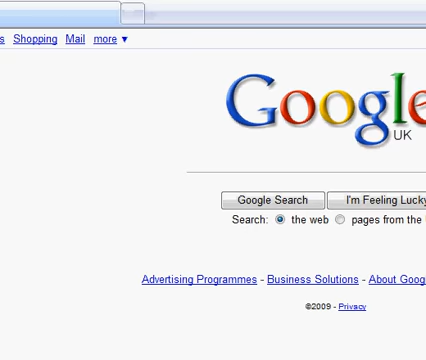 Shopping Mail more ▼
Google
UK
Google Search I'm Feeling Lucky
Search: the web pages from the
Advertising Programmes - Business Solutions - About Goog
©2009 - Privacy